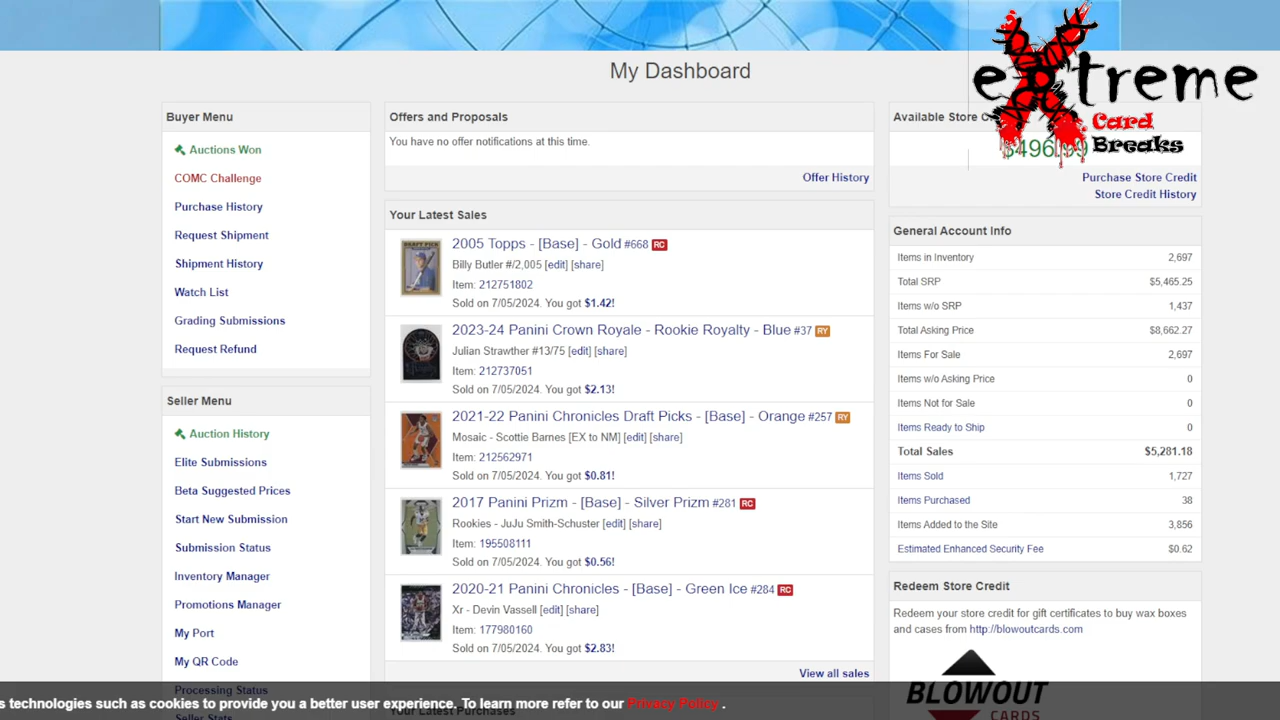 My Dashboard
eXtreme
Card
Breaks
Buyer Menu
Auctions Won
COMC Challenge
Purchase History
Request Shipment
Shipment History
Watch List
Grading Submissions
Request Refund
Seller Menu
Auction History
Elite Submissions
Beta Suggested Prices
Start New Submission
Submission Status
Inventory Manager
Promotions Manager
My Port
My QR Code
Processing Status
Offers and Proposals
You have no offer notifications at this time.
Offer History
Your Latest Sales
2005 Topps - [Base] - Gold #668 RC
Billy Butler #/2,005 [edit] [share]
Item: 212751802
Sold on 7/05/2024. You got $1.42!
2023-24 Panini Crown Royale - Rookie Royalty - Blue #37 RY
Julian Strawther #13/75 [edit] [share]
Item: 212737051
Sold on 7/05/2024. You got $2.13!
2021-22 Panini Chronicles Draft Picks - [Base] - Orange #257 RY
Mosaic - Scottie Barnes [EX to NM] [edit] [share]
Item: 212562971
Sold on 7/05/2024. You got $0.81!
2017 Panini Prizm - [Base] - Silver Prizm #281 RC
Rookies - JuJu Smith-Schuster [edit] [share]
Item: 195508111
Sold on 7/05/2024. You got $0.56!
2020-21 Panini Chronicles - [Base] - Green Ice #284 RC
Xr - Devin Vassell [edit] [share]
Item: 177980160
Sold on 7/05/2024. You got $2.83!
View all sales
Your Latest Purchases
Available Store
Purchase Store Credit
Store Credit History
General Account Info
Items in Inventory 2,697
Total SRP $5,465.25
Items w/o SRP 1,437
Total Asking Price $8,662.27
Items For Sale 2,697
Items w/o Asking Price 0
Items Not for Sale 0
Items Ready to Ship 0
Total Sales $5,281.18
Items Sold 1,727
Items Purchased 38
Items Added to the Site 3,856
Estimated Enhanced Security Fee $0.62
Redeem Store Credit
Redeem your store credit for gift certificates to buy wax boxes
and cases from http://blowoutcards.com
BLOWOUT
CARDS
s technologies such as cookies to provide you a better user experience. To learn more refer to our Privacy Policy .